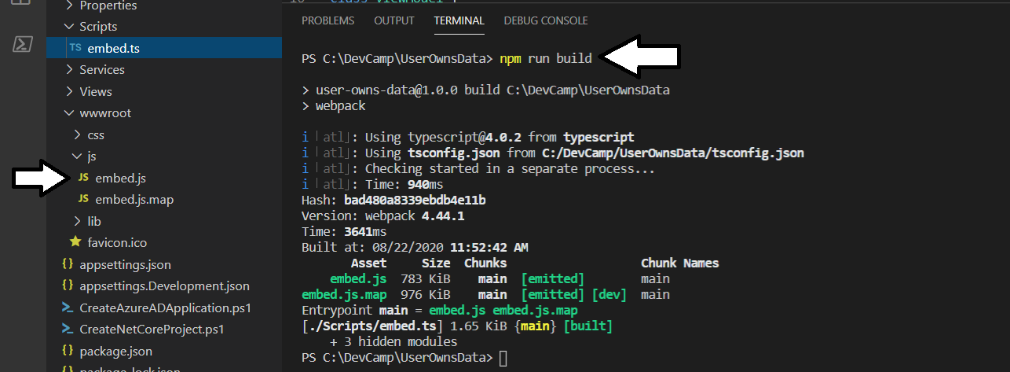 Properties
Scripts
TS embed.ts
Services
Views
wwwroot
css
js
JS embed.js
JS embed.js.map
lib
favicon.ico
{} appsettings.json
{} appsettings.Development.json
CreateAzureADApplication.ps1
CreateNetCoreProject.ps1
{} package.json
{} package-lock.json
PROBLEMS OUTPUT TERMINAL DEBUG CONSOLE
PS C:\DevCamp\UserOwnsData> npm run build
> user-owns-data@1.0.0 build C:\DevCamp\UserOwnsData
> webpack
i ｢atl｣: Using typescript@4.0.2 from typescript
i ｢atl｣: Using tsconfig.json from C:/DevCamp/UserOwnsData/tsconfig.json
i ｢atl｣: Checking started in a separate process...
i ｢atl｣: Time: 940ms
Hash: bad480a8339ebdb4e11b
Version: webpack 4.44.1
Time: 3641ms
Built at: 08/22/2020 11:52:42 AM
Asset Size Chunks Chunk Names
embed.js 783 KiB main [emitted] main
embed.js.map 976 KiB main [emitted] [dev] main
Entrypoint main = embed.js embed.js.map
[./Scripts/embed.ts] 1.65 KiB {main} [built]
+ 3 hidden modules
PS C:\DevCamp\UserOwnsData>